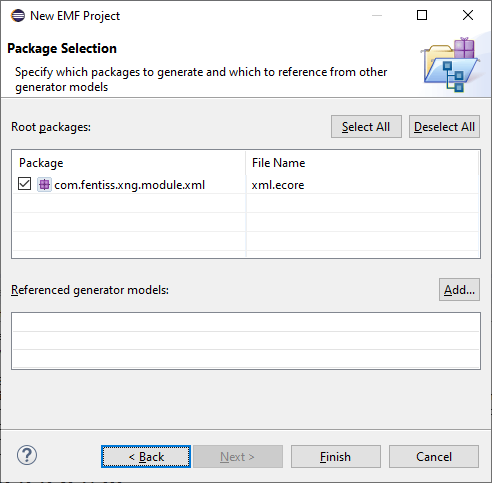 New EMF Project
Package Selection
Specify which packages to generate and which to reference from other
generator models
Root packages:
Select All
Deselect All
Package
File Name
com.fentiss.xng.module.xml
xml.ecore
Referenced generator models:
Add...
?
< Back
Next >
Finish
Cancel